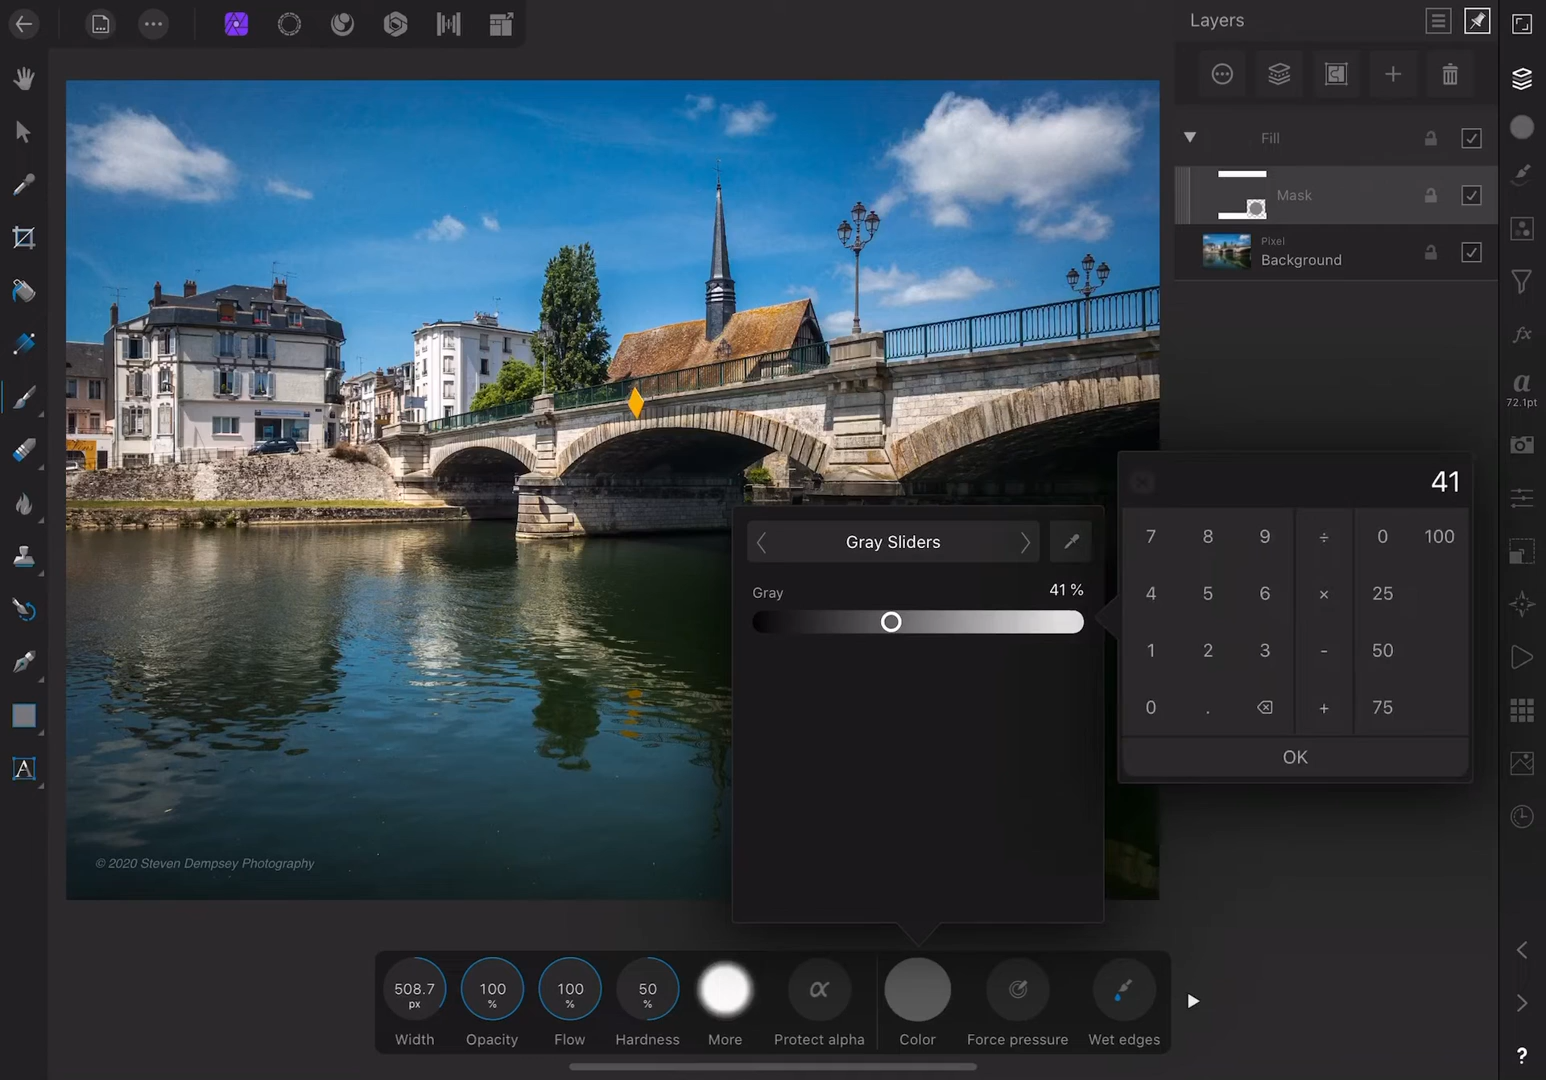 Layers
Fill
Mask
Pixel
Background
fx
a
72.1pt
41
7 8 9 ÷ 0 100
4 5 6 × 25
1 2 3 - 50
0 . + 75
OK
Gray Sliders
Gray 41 %
A
© 2020 Steven Dempsey Photography
508.7 px
Width
100 %
Opacity
100 %
Flow
50 %
Hardness
More
α
Protect alpha
Color
Force pressure
Wet edges
?